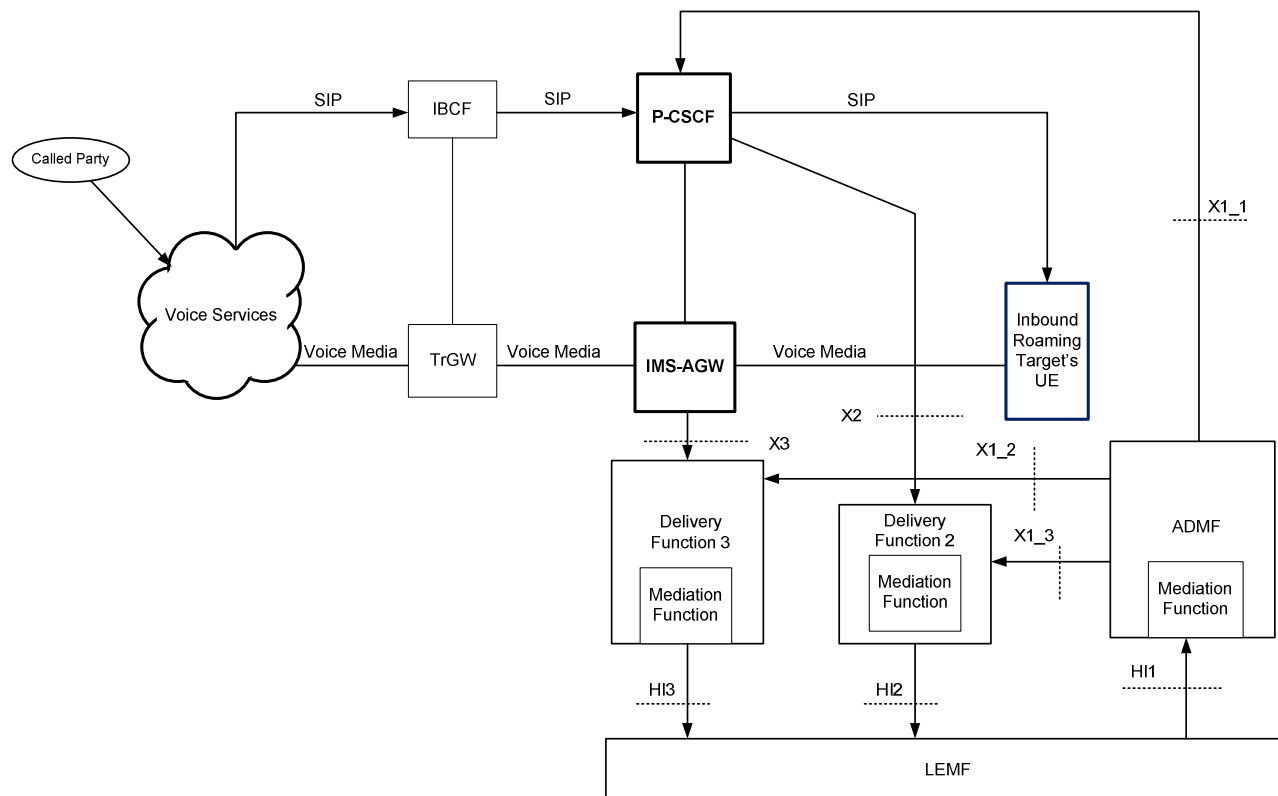 SIP
IBCF
SIP
P-CSCF
SIP
Called Party
X1_1
Voice Services
Inbound
Roaming
Target's
UE
Voice Media
TrGW
Voice Media
IMS-AGW
Voice Media
X2
X3
X1_2
Delivery
Function 3
Delivery
Function 2
ADMF
X1_3
Mediation
Function
Mediation
Function
Mediation
Function
HI3
HI2
HI1
LEMF